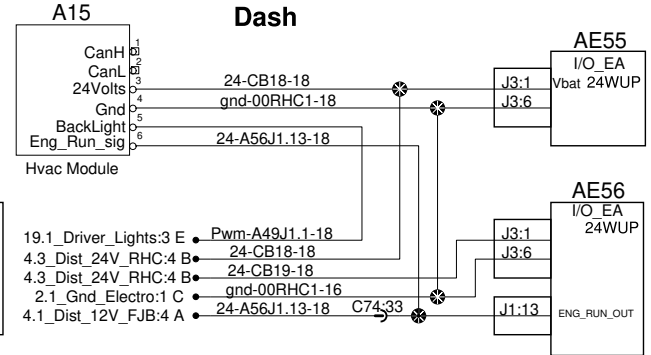 A15
Dash
CanH 1
CanL 2
24Volts 3
Gnd 4
BackLight 5
Eng_Run_sig 6
Hvac Module
24-CB18-18
gnd-00RHC1-18
24-A56J1.13-18
AE55
I/O_EA
Vbat 24WUP
J3:1
J3:6
AE56
I/O_EA
24WUP
J3:1
J3:6
J1:13
ENG_RUN_OUT
19.1_Driver_Lights:3 E Pwm-A49J1.1-18
4.3_Dist_24V_RHC:4 B 24-CB18-18
4.3_Dist_24V_RHC:4 B 24-CB19-18
2.1_Gnd_Electro:1 C gnd-00RHC1-16
4.1_Dist_12V_FJB:4 A 24-A56J1.13-18 C74:33